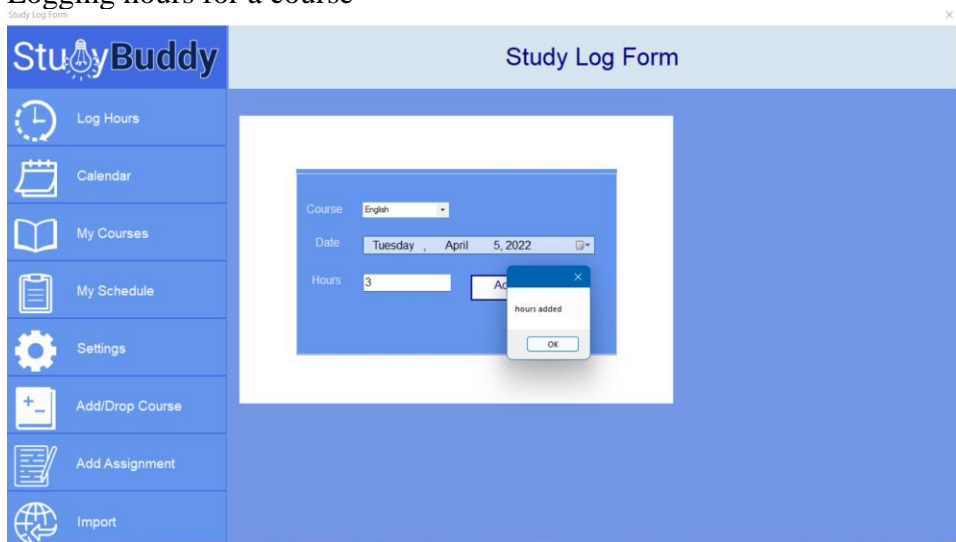 Logging hours for a course
Study Log Form
StudyBuddy
Study Log Form
Log Hours
Calendar
My Courses
My Schedule
Settings
Add/Drop Course
Add Assignment
Import
Course English
Date Tuesday , April 5, 2022
Hours 3
hours added
OK